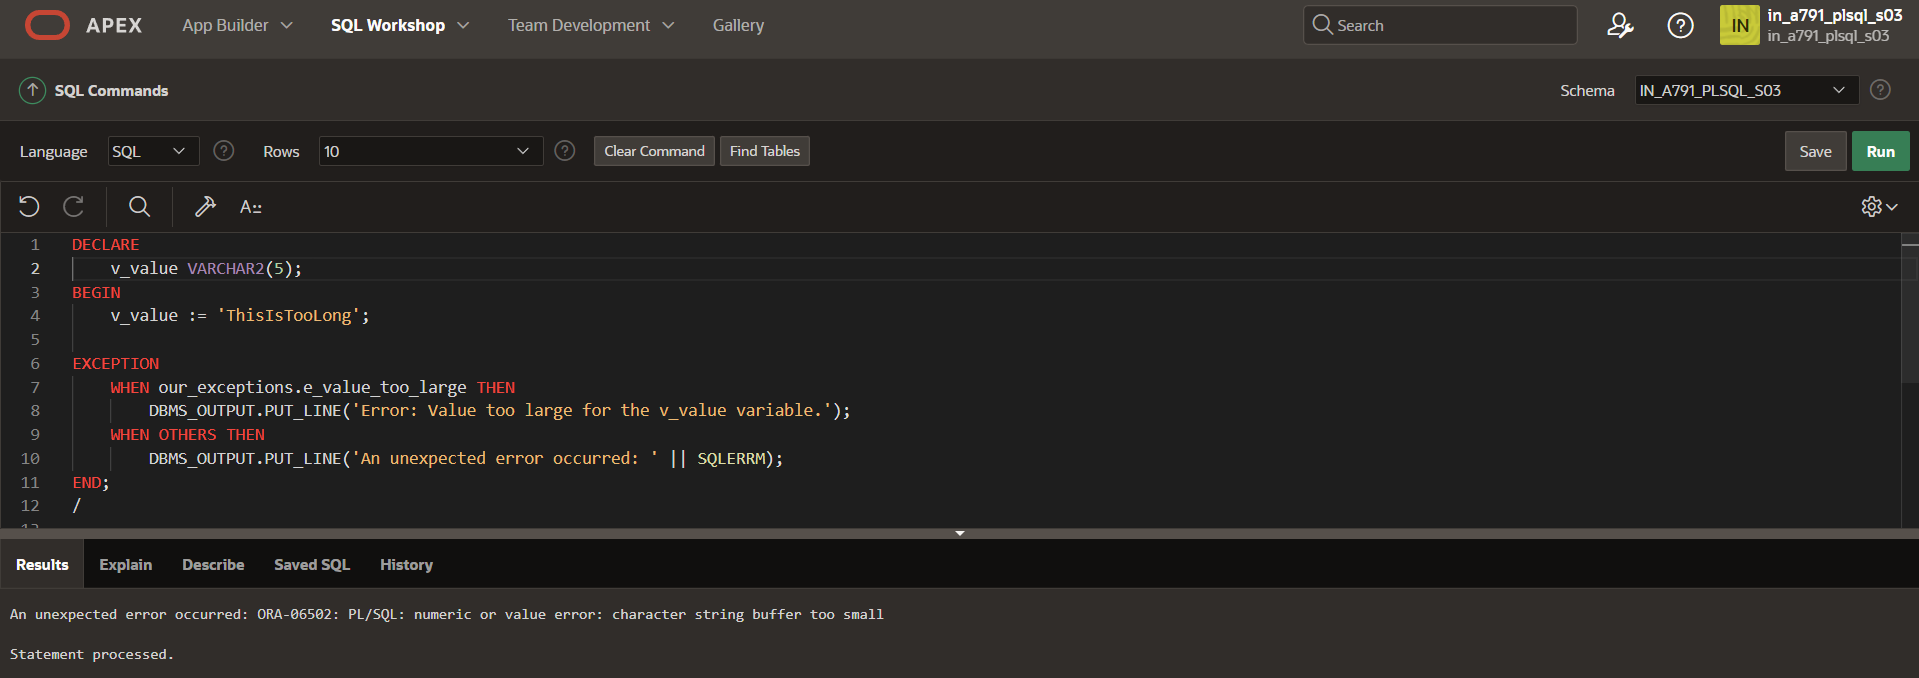 APEX App Builder SQL Workshop Team Development Gallery Search IN in_a791_plsql_s03
in_a791_plsql_s03
SQL Commands Schema IN_A791_PLSQL_S03
Language SQL Rows 10 Clear Command Find Tables Save Run
A::
1 DECLARE
2 v_value VARCHAR2(5);
3 BEGIN
4 v_value := 'ThisIsTooLong';
5
6 EXCEPTION
7 WHEN our_exceptions.e_value_too_large THEN
8 DBMS_OUTPUT.PUT_LINE('Error: Value too large for the v_value variable.');
9 WHEN OTHERS THEN
10 DBMS_OUTPUT.PUT_LINE('An unexpected error occurred: ' || SQLERRM);
11 END;
12 /
13
Results Explain Describe Saved SQL History
An unexpected error occurred: ORA-06502: PL/SQL: numeric or value error: character string buffer too small
Statement processed.